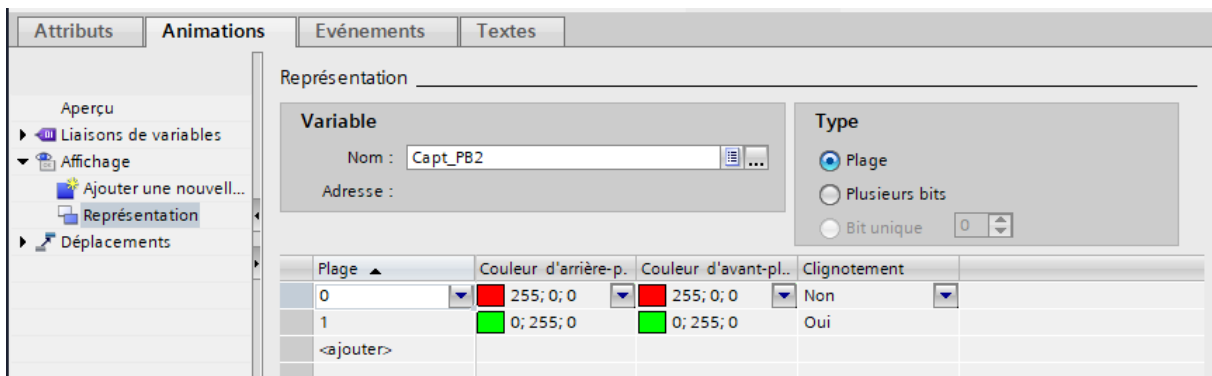 Attributs Animations Evénements Textes
Représentation
Aperçu
Liaisons de variables
Affichage
Ajouter une nouvell...
Représentation
Déplacements
Variable
Nom : Capt_PB2 ...
Adresse :
Type
Plage
Plusieurs bits
Bit unique 0
Plage Couleur d'arrière-p. Couleur d'avant-pl.. Clignotement
0 255; 0; 0 255; 0; 0 Non
1 0; 255; 0 0; 255; 0 Oui
<ajouter>